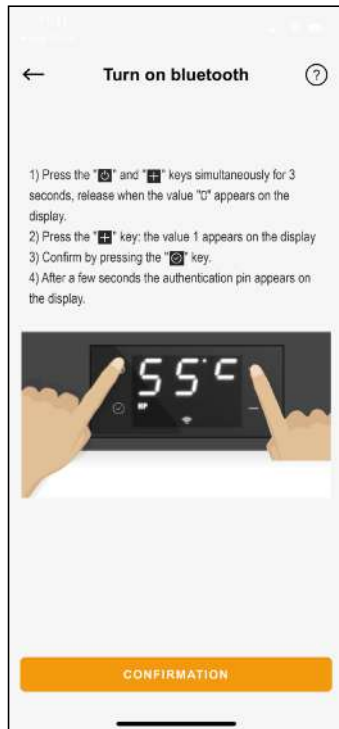 Turn on bluetooth
?
1) Press the "⏻" and "+" keys simultaneously for 3
seconds, release when the value "0" appears on the
display.
2) Press the "+" key: the value 1 appears on the display
3) Confirm by pressing the "✓" key.
4) After a few seconds the authentication pin appears on
the display.
55°C
HP
CONFIRMATION